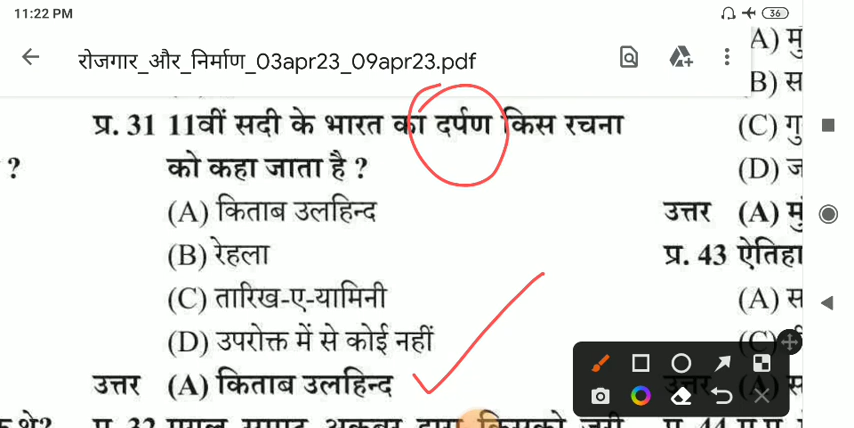 11:22 PM
36
रोजगार_और_निर्माण_03apr23_09apr23.pdf
प्र. 31 11वीं सदी के भारत का दर्पण किस रचना
को कहा जाता है ?
(A) किताब उलहिन्द
(B) रेहला
(C) तारिख-ए-यामिनी
(D) उपरोक्त में से कोई नहीं
उत्तर (A) किताब उलहिन्द
?
A)
B)
(C)
(D)
उत्तर (A)
प्र. 43
(A)
(C)